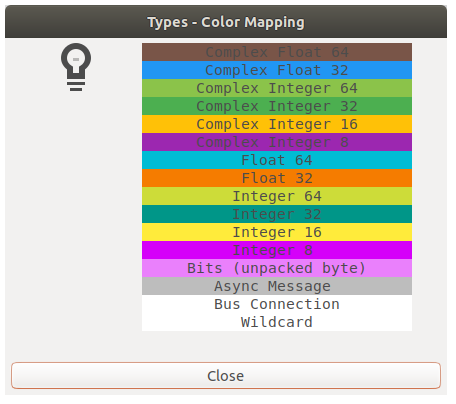 Types - Color Mapping
Complex Float 64
Complex Float 32
Complex Integer 64
Complex Integer 32
Complex Integer 16
Complex Integer 8
Float 64
Float 32
Integer 64
Integer 32
Integer 16
Integer 8
Bits (unpacked byte)
Async Message
Bus Connection
Wildcard
Close